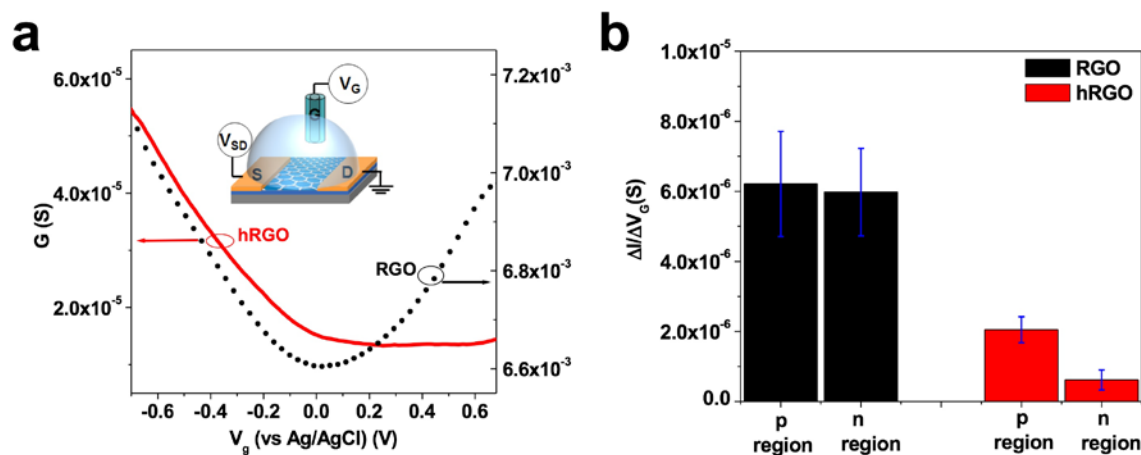 a
b
G (S)
6.0x10⁻⁵
4.0x10⁻⁵
2.0x10⁻⁵
7.2x10⁻³
7.0x10⁻³
6.8x10⁻³
6.6x10⁻³
V_G
G
V_SD
S
D
hRGO
RGO
-0.6 -0.4 -0.2 0.0 0.2 0.4 0.6
V_g (vs Ag/AgCl) (V)
ΔI/ΔV_G(S)
1.0x10⁻⁵
8.0x10⁻⁶
6.0x10⁻⁶
4.0x10⁻⁶
2.0x10⁻⁶
0.0
RGO
hRGO
p region
n region
p region
n region